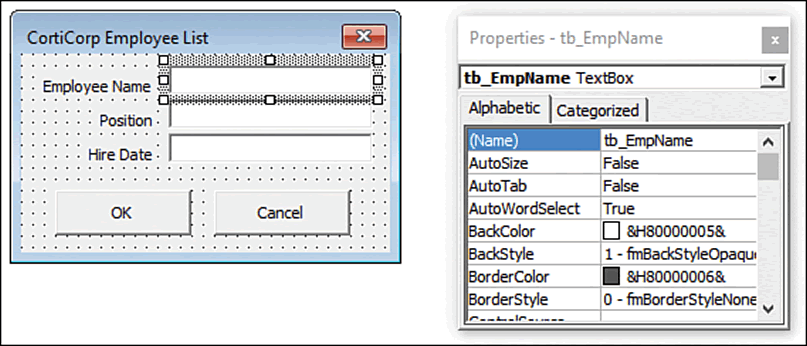 CortiCorp Employee List
Employee Name
Position
Hire Date
OK
Cancel
Properties - tb_EmpName
x
tb_EmpName TextBox
Alphabetic Categorized
(Name) tb_EmpName
AutoSize False
AutoTab False
AutoWordSelect True
BackColor &H80000005&
BackStyle 1 - fmBackStyleOpaqu
BorderColor &H80000006&
BorderStyle 0 - fmBorderStyleNone